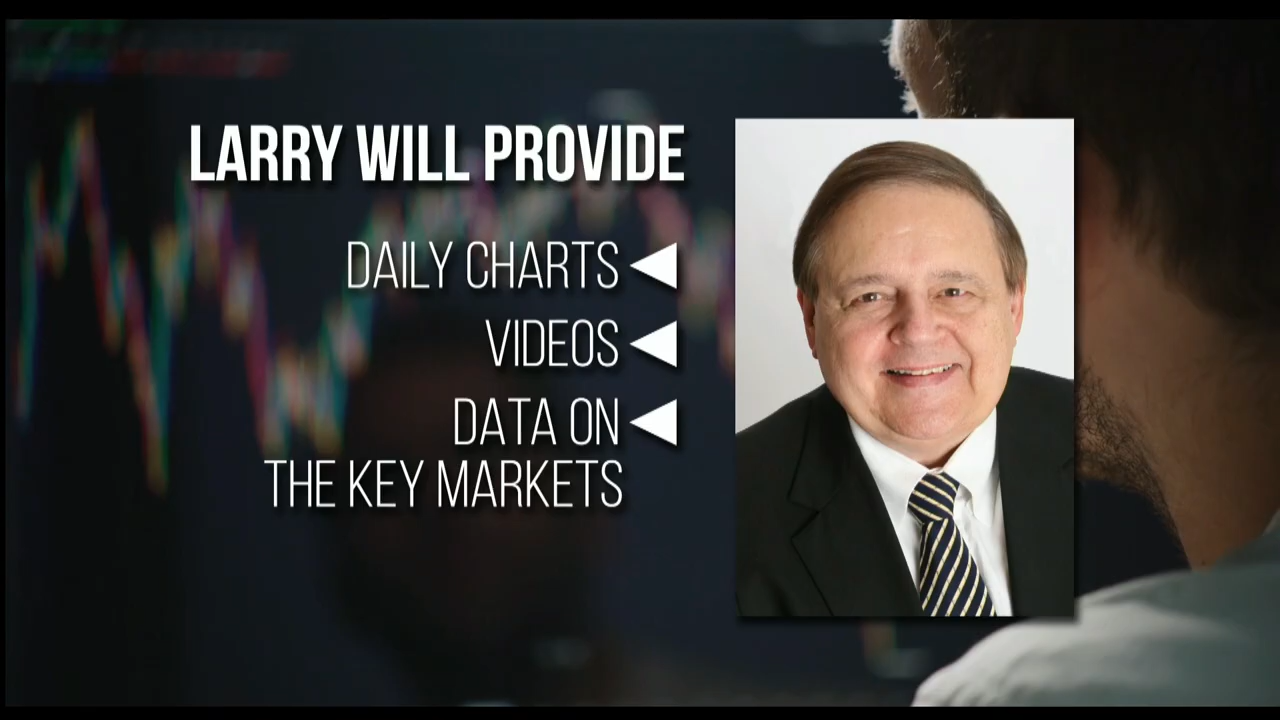 LARRY WILL PROVIDE
DAILY CHARTS
VIDEOS
DATA ON
THE KEY MARKETS